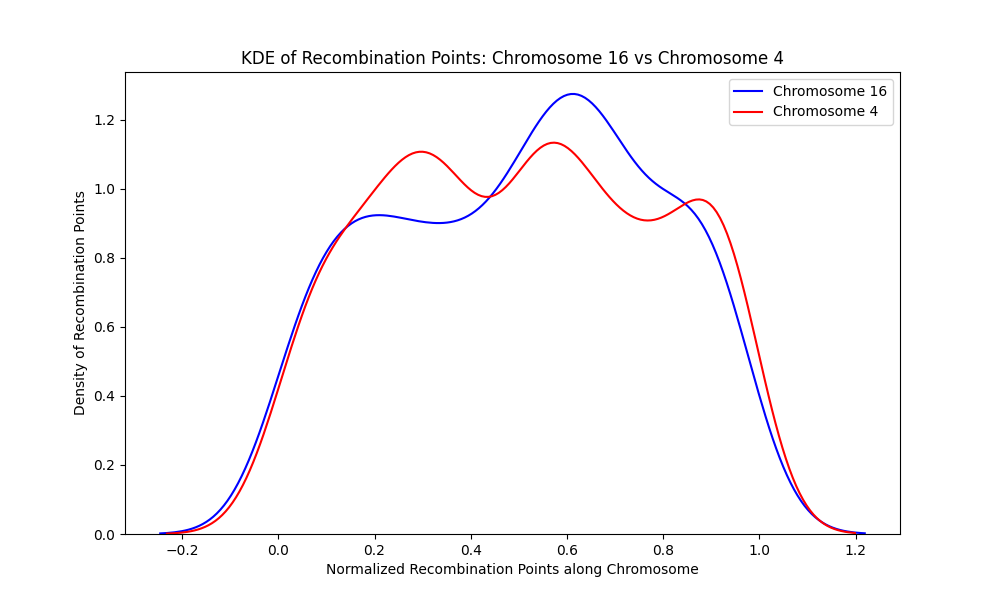 KDE of Recombination Points: Chromosome 16 vs Chromosome 4
Chromosome 16
Chromosome 4
Density of Recombination Points
1.2
1.0
0.8
0.6
0.4
0.2
0.0
−0.2 0.0 0.2 0.4 0.6 0.8 1.0 1.2
Normalized Recombination Points along Chromosome